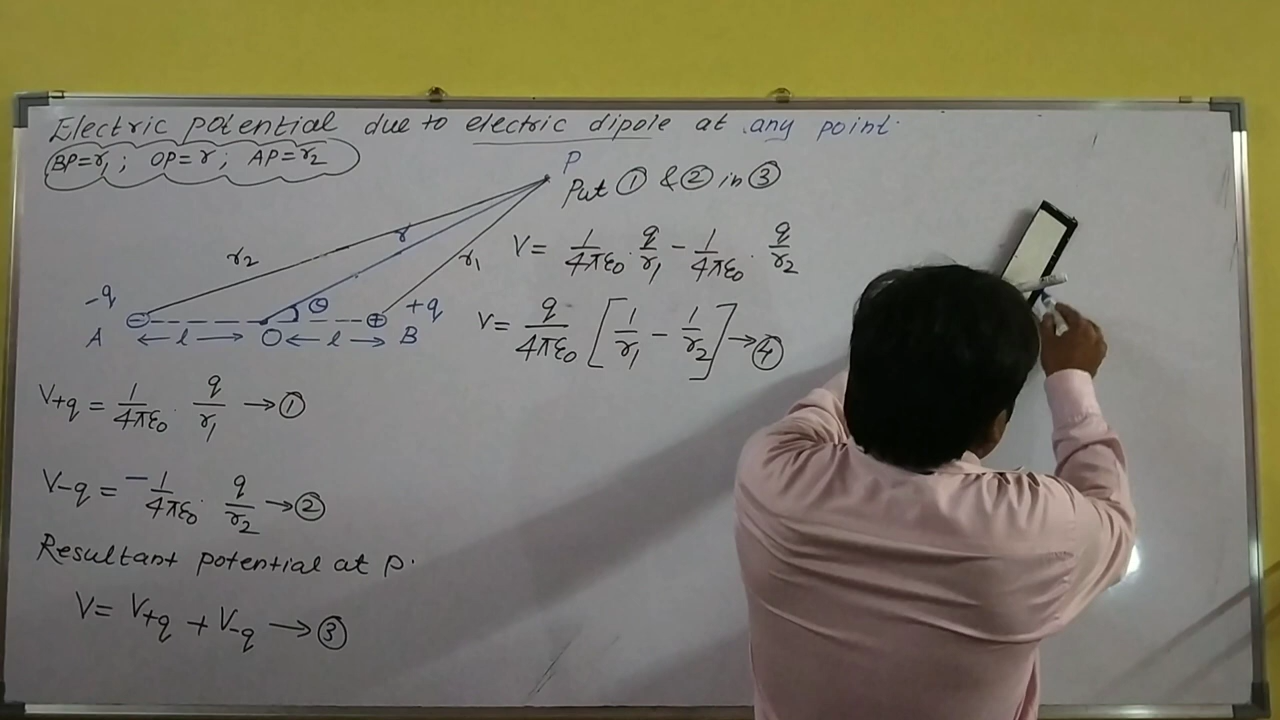 Electric potential due to electric dipole at any point.
BP=r₁ ; OP=r ; AP=r₂
P
r₂
r
r₁
-q
θ
+q
A
⊖
⊕
← l →
O
← l →
B
V+q = 1/4πε₀ . q/r₁ → ①
V-q = -1/4πε₀ . q/r₂ → ②
Resultant potential at P.
V = V+q + V-q → ③
Put ① & ② in ③
V = 1/4πε₀ . q/r₁ - 1/4πε₀ . q/r₂
V = q/4πε₀ [1/r₁ - 1/r₂] → ④